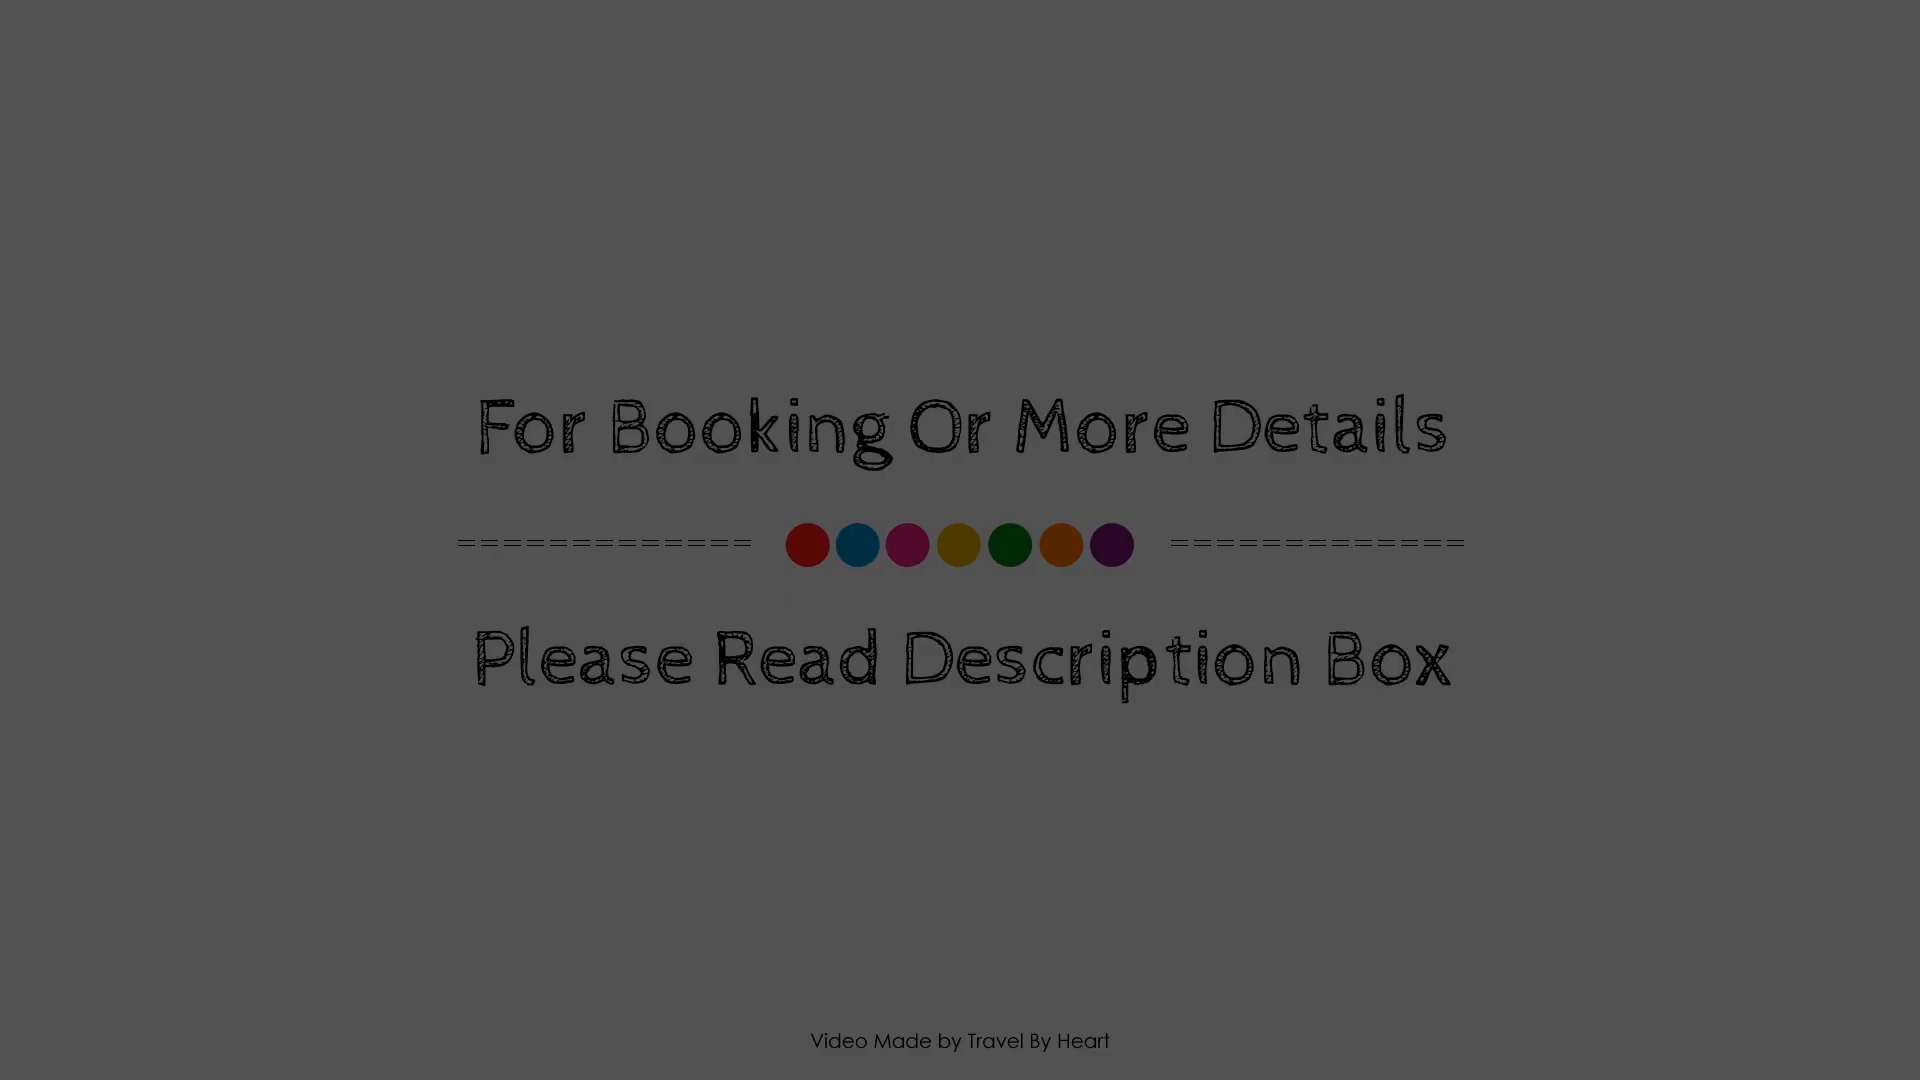 For Booking Or More Details
============= =============
Please Read Description Box
Video Made by Travel By Heart